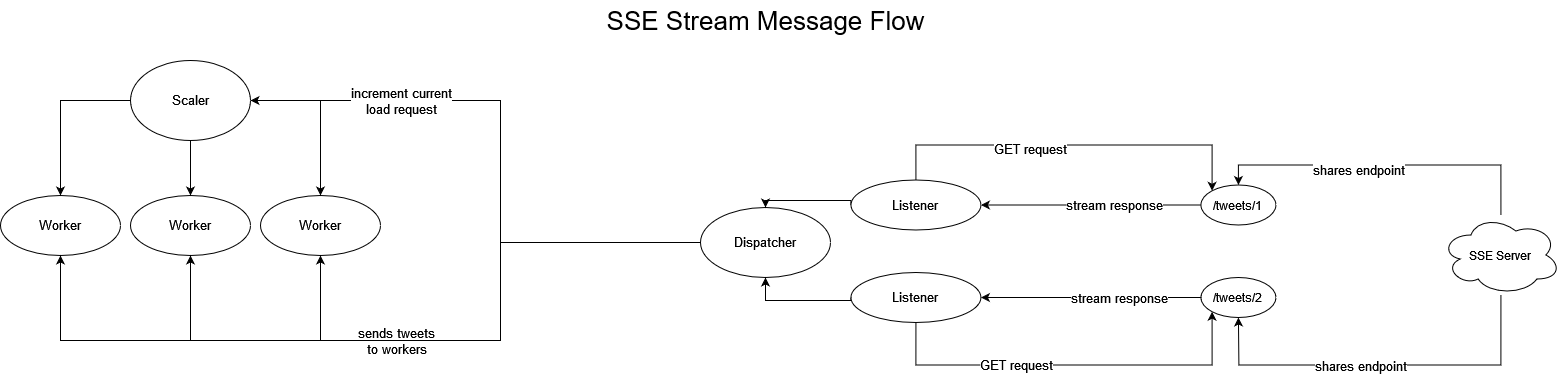 SSE Stream Message Flow
Scaler
increment current
load request
Worker
Worker
Worker
sends tweets
to workers
Dispatcher
Listener
Listener
GET request
stream response
/tweets/1
shares endpoint
SSE Server
stream response
/tweets/2
GET request
shares endpoint